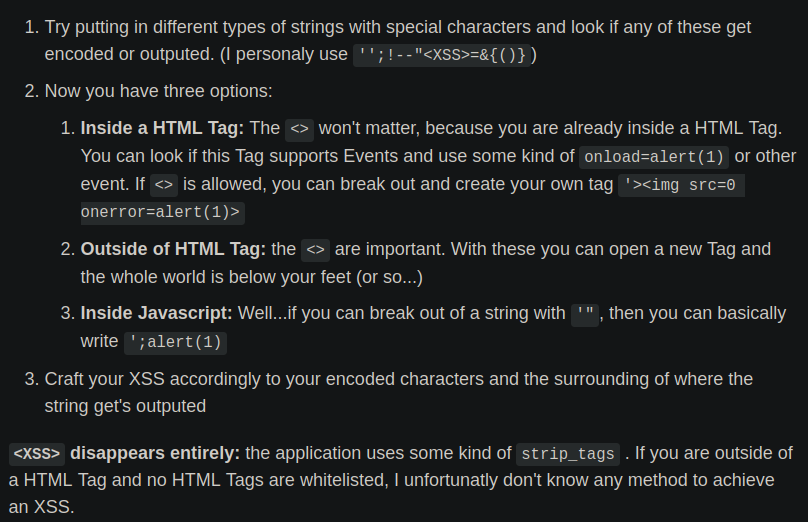 1. Try putting in different types of strings with special characters and look if any of these get
encoded or outputed. (I personaly use '';!--"<XSS>=&{()} )
2. Now you have three options:
1. Inside a HTML Tag: The <> won't matter, because you are already inside a HTML Tag.
You can look if this Tag supports Events and use some kind of onload=alert(1) or other
event. If <> is allowed, you can break out and create your own tag '><img src=0
onerror=alert(1)>
2. Outside of HTML Tag: the <> are important. With these you can open a new Tag and
the whole world is below your feet (or so...)
3. Inside Javascript: Well...if you can break out of a string with '" , then you can basically
write ';alert(1)
3. Craft your XSS accordingly to your encoded characters and the surrounding of where the
string get's outputed
<XSS> disappears entirely: the application uses some kind of strip_tags . If you are outside of
a HTML Tag and no HTML Tags are whitelisted, I unfortunatly don't know any method to achieve
an XSS.